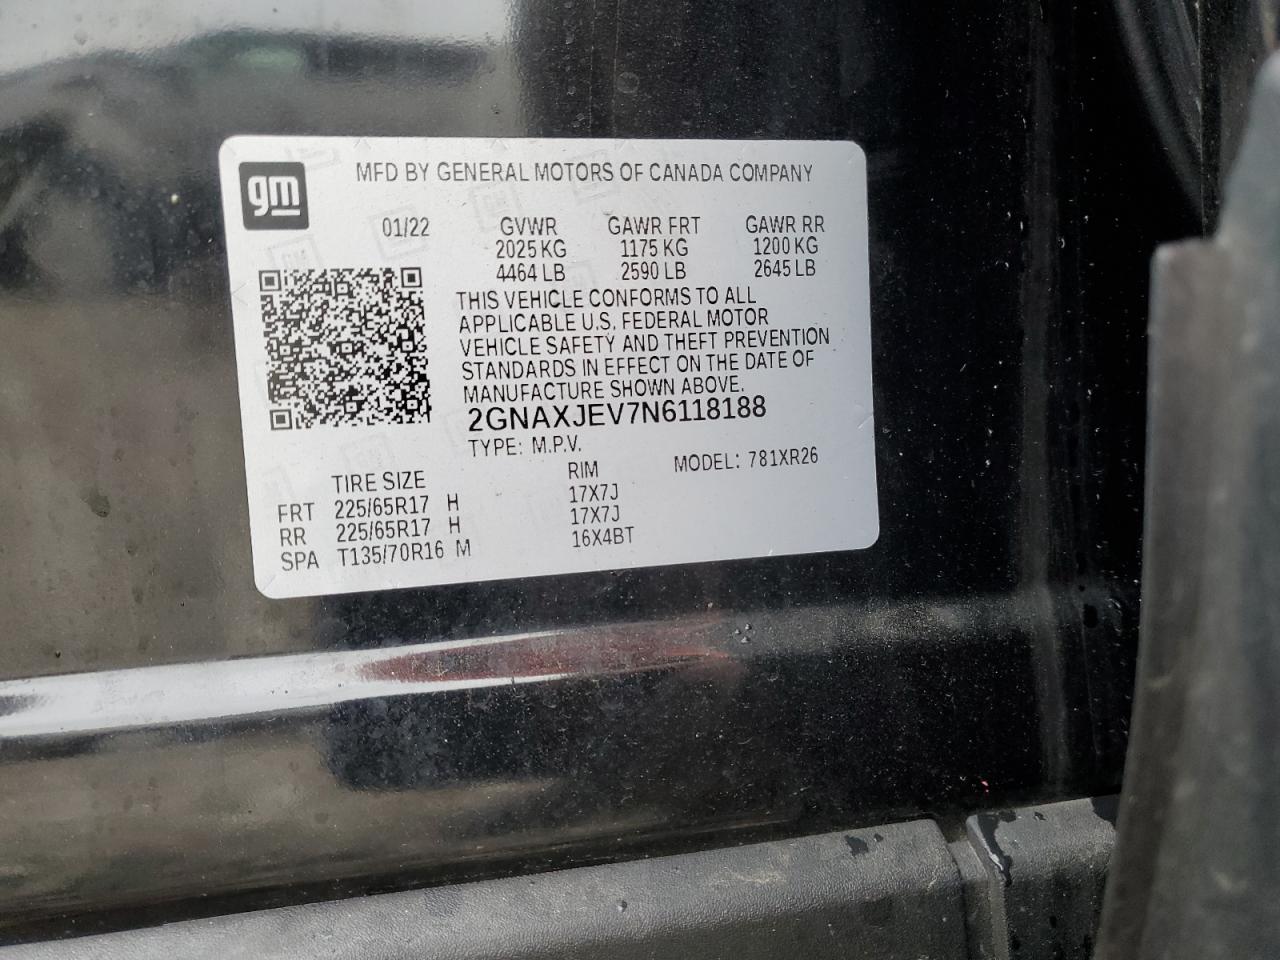 gm
MFD BY GENERAL MOTORS OF CANADA COMPANY
01/22 GVWR GAWR FRT GAWR RR
2025 KG 1175 KG 1200 KG
4464 LB 2590 LB 2645 LB
THIS VEHICLE CONFORMS TO ALL
APPLICABLE U.S. FEDERAL MOTOR
VEHICLE SAFETY AND THEFT PREVENTION
STANDARDS IN EFFECT ON THE DATE OF
MANUFACTURE SHOWN ABOVE.
2GNAXJEV7N6118188
TYPE: M.P.V. MODEL: 781XR26
TIRE SIZE RIM
FRT 225/65R17 H 17X7J
RR 225/65R17 H 17X7J
SPA T135/70R16 M 16X4BT